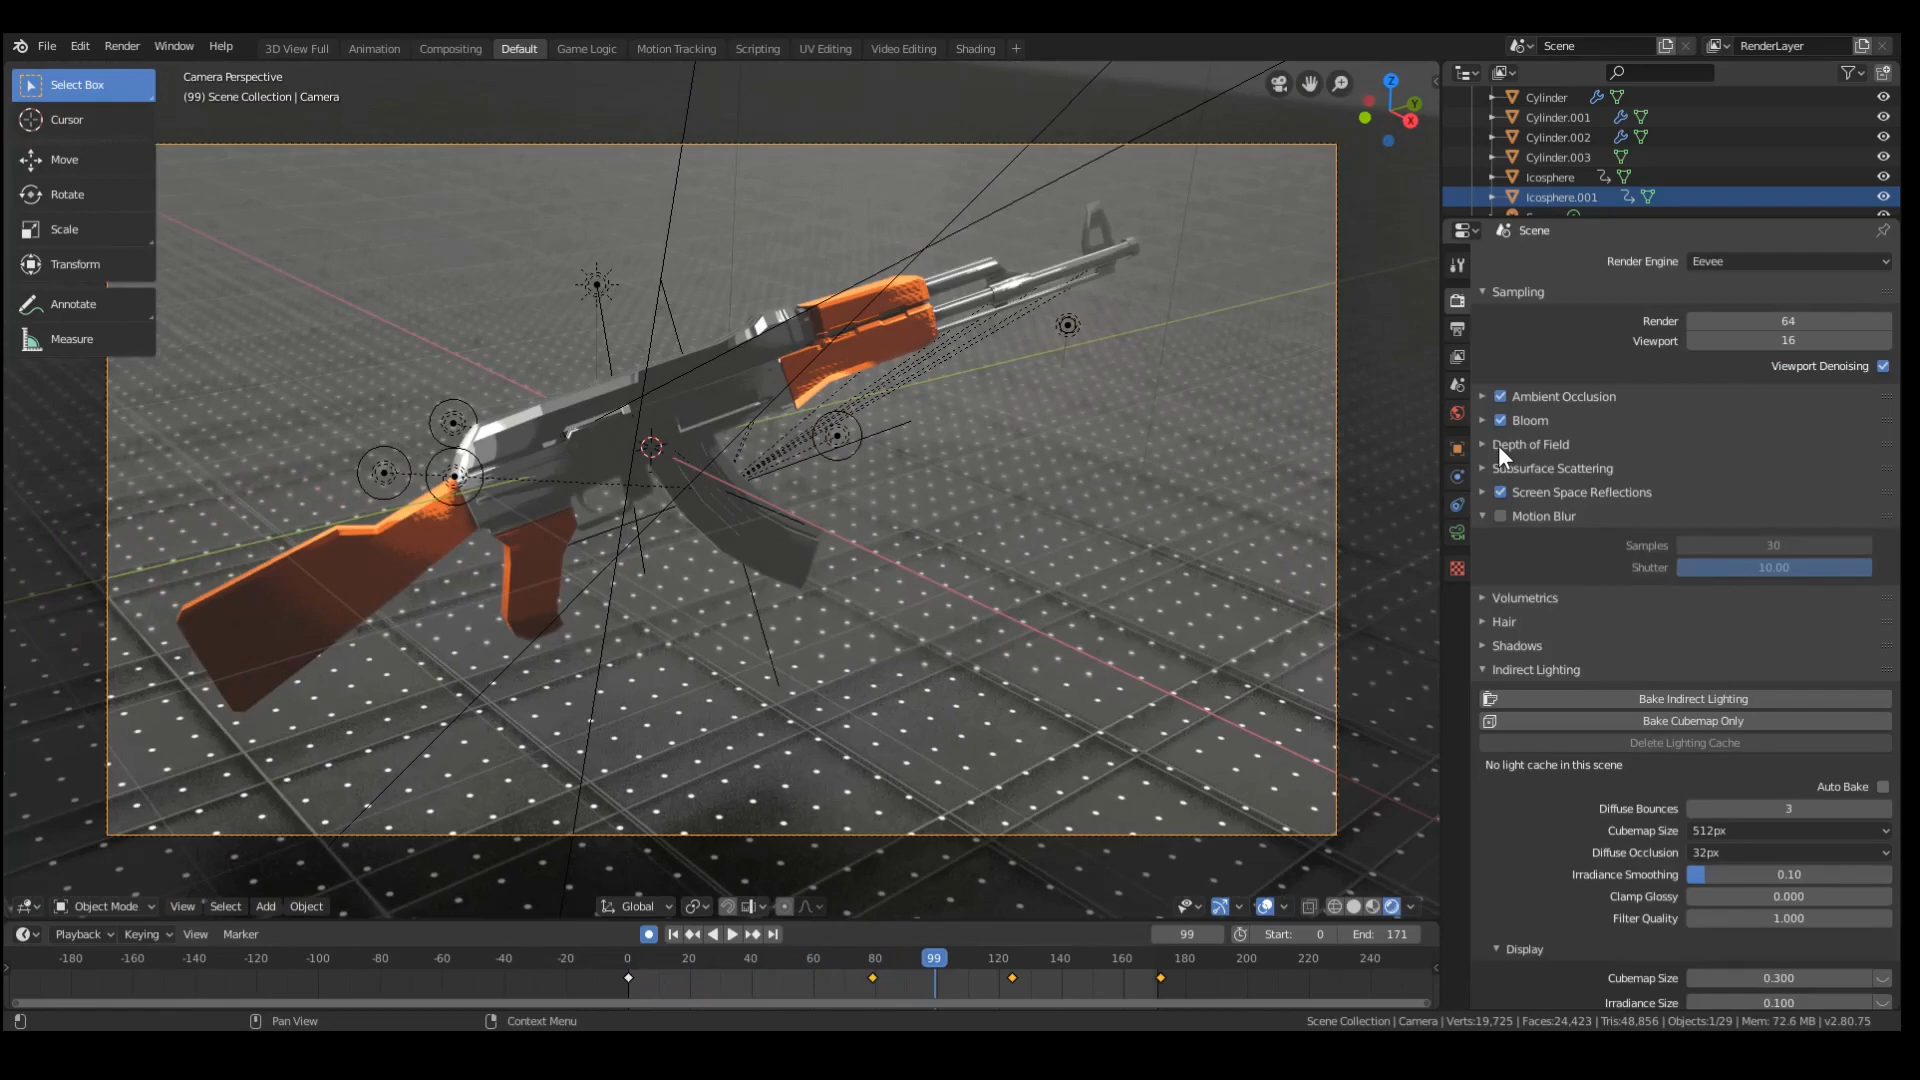 File Edit Render Window Help
3D View Full Animation Compositing Default Game Logic Motion Tracking Scripting UV Editing Video Editing Shading +
Scene
RenderLayer
Select Box
Cursor
Move
Rotate
Scale
Transform
Annotate
Measure
Camera Perspective
(99) Scene Collection | Camera
Z
Y
X
Cylinder
Cylinder.001
Cylinder.002
Cylinder.003
Icosphere
Icosphere.001
Scene
Render Engine Eevee
Sampling
Render 64
Viewport 16
Viewport Denoising
Ambient Occlusion
Bloom
Depth of Field
Subsurface Scattering
Screen Space Reflections
Motion Blur
Samples 30
Shutter 10.00
Volumetrics
Hair
Shadows
Indirect Lighting
Bake Indirect Lighting
Bake Cubemap Only
Delete Lighting Cache
No light cache in this scene
Auto Bake
Diffuse Bounces 3
Cubemap Size 512px
Diffuse Occlusion 32px
Irradiance Smoothing 0.10
Clamp Glossy 0.000
Filter Quality 1.000
Display
Cubemap Size 0.300
Irradiance Size 0.100
Object Mode View Select Add Object
Global
Playback Keying View Marker
99 Start: 0 End: 171
-180 -160 -140 -120 -100 -80 -60 -40 -20 0 20 40 60 80 99 120 140 160 180 200 220 240
Pan View
Context Menu
Scene Collection | Camera | Verts:19,725 | Faces:24,423 | Tris:48,856 | Objects:1/29 | Mem: 72.6 MB | v2.80.75